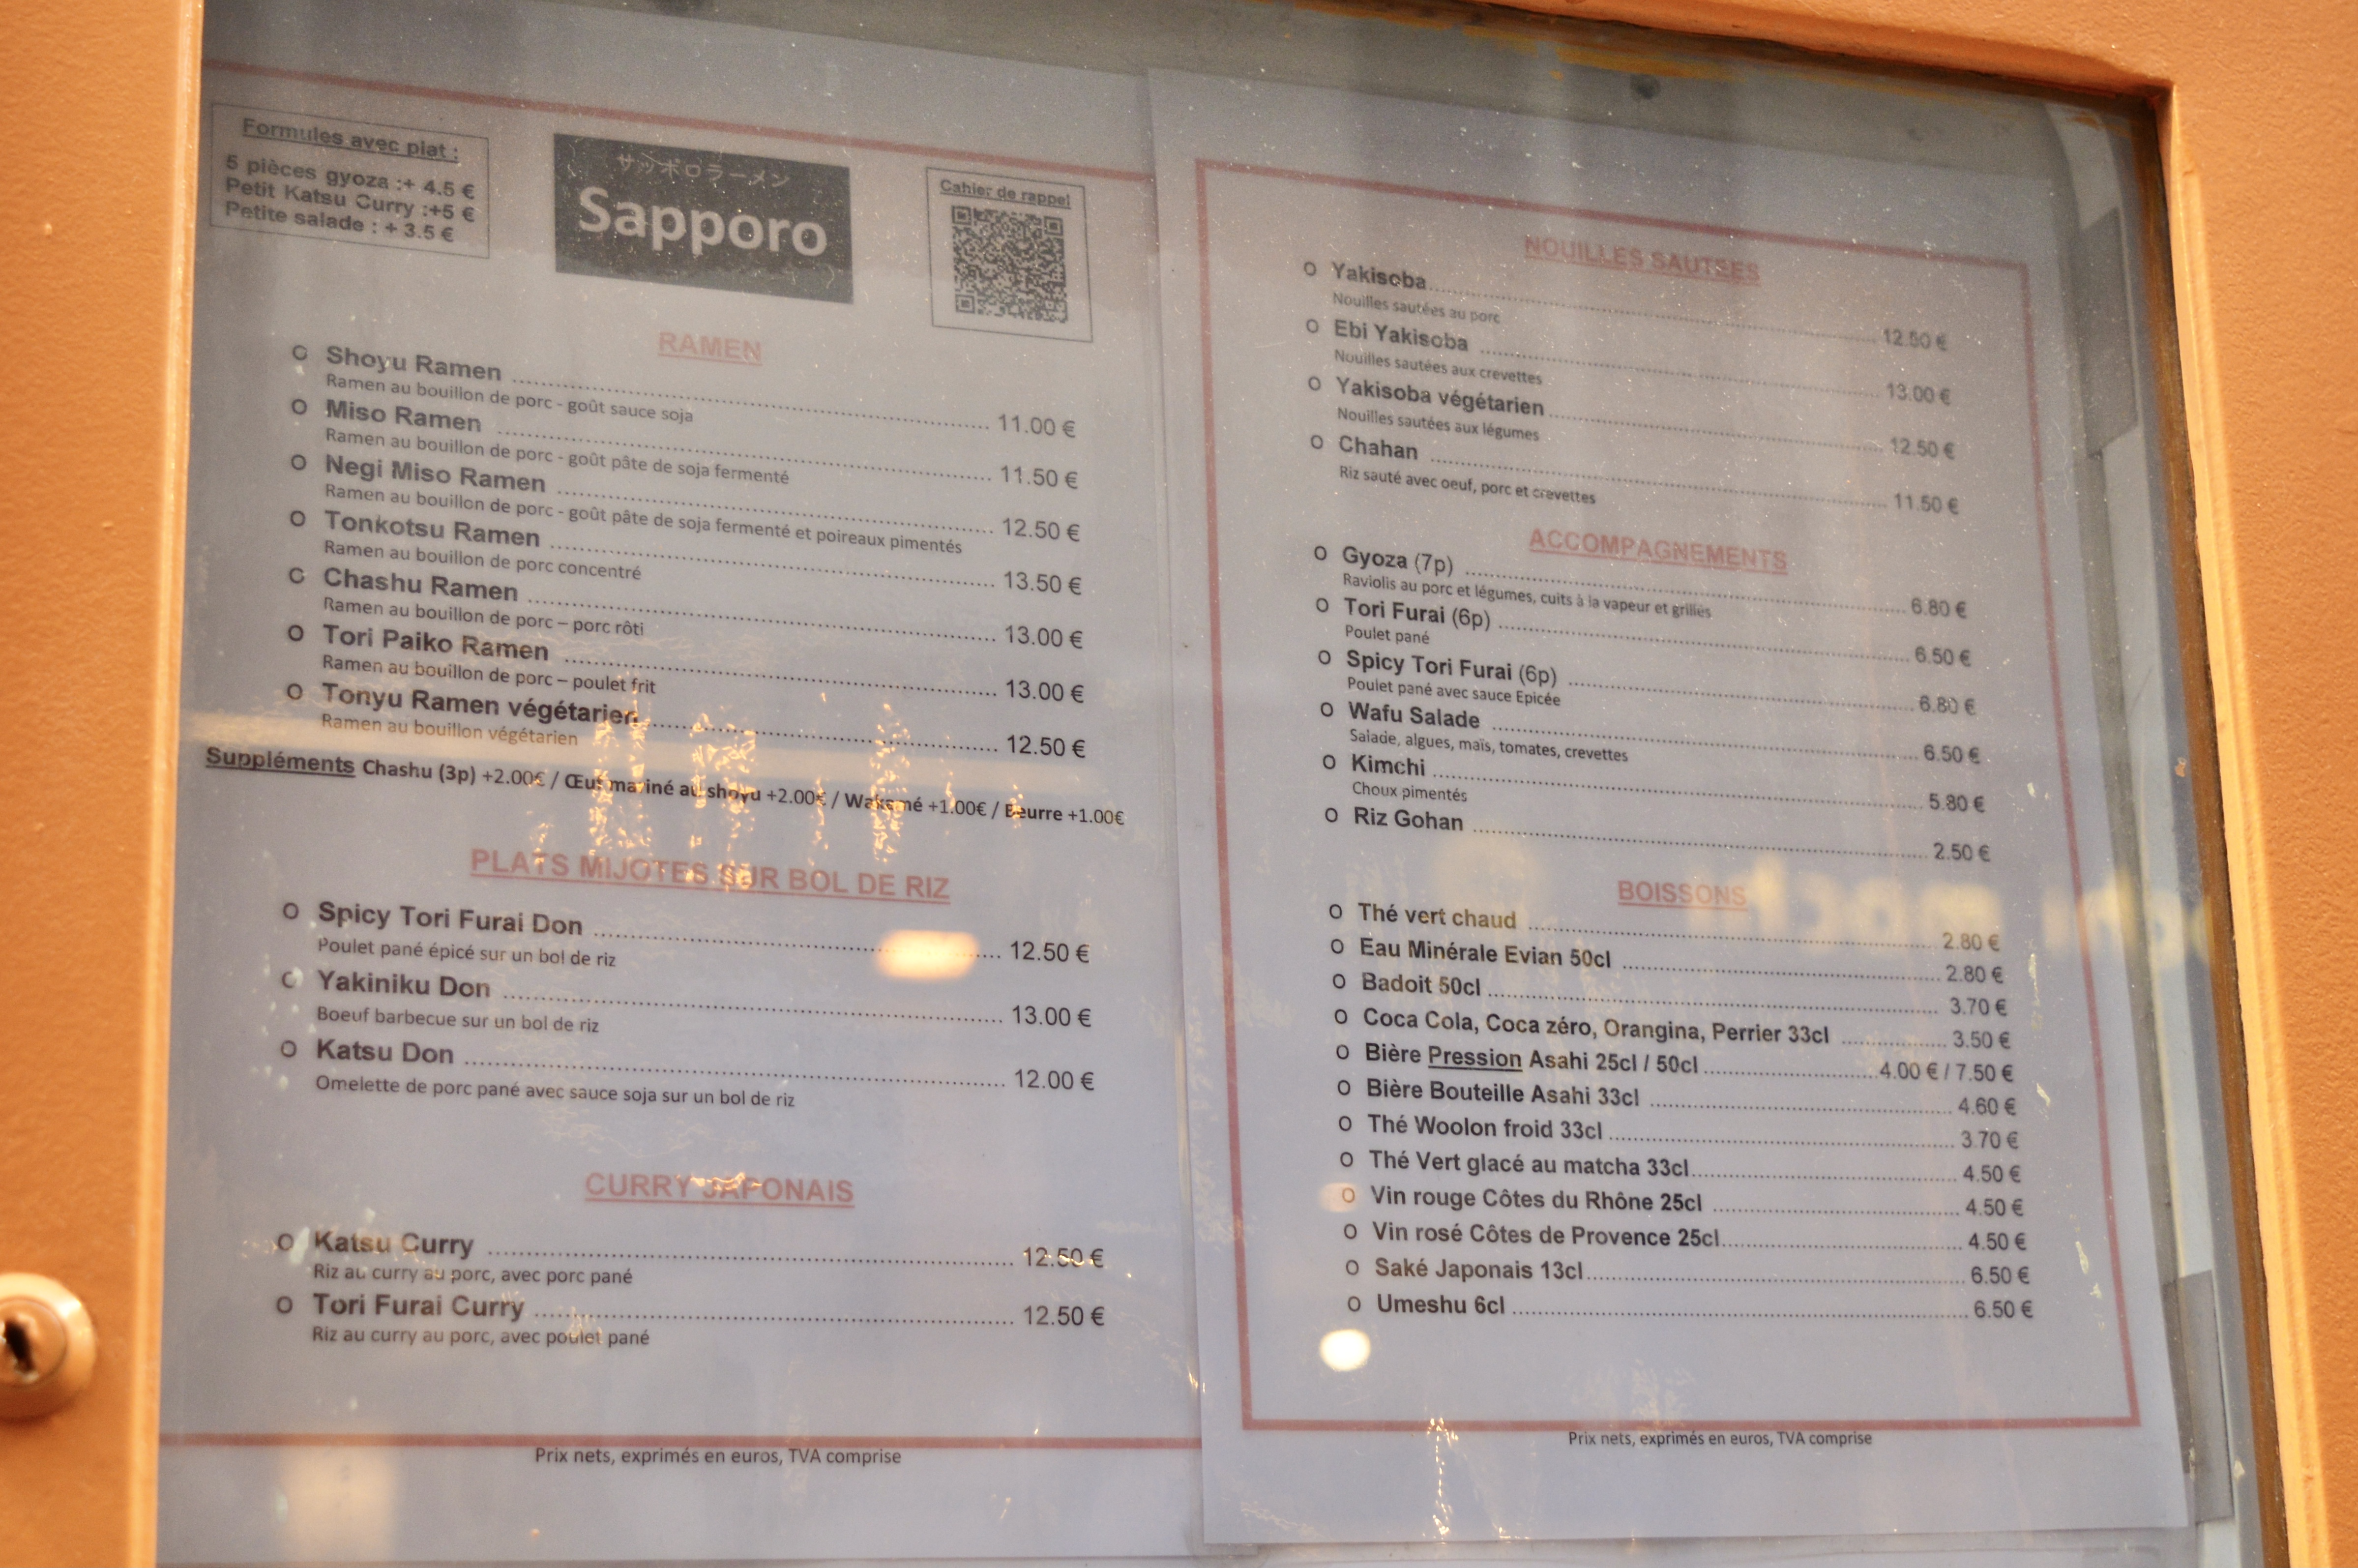 Formules avec plat :
5 pièces gyoza :+ 4.5 €
Petit Katsu Curry :+5 €
Petite salade : + 3.5 €
サッポロラーメン
Sapporo
Cahier de rappel
RAMEN
o Shoyu Ramen 11.00 €
Ramen au bouillon de porc - goût sauce soja
o Miso Ramen 11.50 €
Ramen au bouillon de porc - goût pâte de soja fermenté
o Negi Miso Ramen 12.50 €
Ramen au bouillon de porc - goût pâte de soja fermenté et poireaux pimentés
o Tonkotsu Ramen 13.50 €
Ramen au bouillon de porc concentré
o Chashu Ramen 13.00 €
Ramen au bouillon de porc – porc rôti
o Tori Paiko Ramen 13.00 €
Ramen au bouillon de porc – poulet frit
o Tonyu Ramen végétarien 12.50 €
Ramen au bouillon végétarien
Suppléments Chashu (3p) +2.00€ / Œuf mariné au shoyu +2.00€ / Wakamé +1.00€ / Beurre +1.00€
PLATS MIJOTES SUR BOL DE RIZ
o Spicy Tori Furai Don 12.50 €
Poulet pané épicé sur un bol de riz
o Yakiniku Don 13.00 €
Boeuf barbecue sur un bol de riz
o Katsu Don 12.00 €
Omelette de porc pané avec sauce soja sur un bol de riz
CURRY JAPONAIS
o Katsu Curry 12.50 €
Riz au curry au porc, avec porc pané
o Tori Furai Curry 12.50 €
Riz au curry au porc, avec poulet pané
Prix nets, exprimés en euros, TVA comprise
NOUILLES SAUTEES
o Yakisoba €
Nouilles sautées au porc
o Ebi Yakisoba 13.00 €
Nouilles sautées aux crevettes
o Yakisoba végétarien 12.50 €
Nouilles sautées aux légumes
o Chahan 11.50 €
Riz sauté avec oeuf, porc et crevettes
ACCOMPAGNEMENTS
o Gyoza (7p) 6.80 €
Raviolis au porc et légumes, cuits à la vapeur et grillés
o Tori Furai (6p) 6.50 €
Poulet pané
o Spicy Tori Furai (6p) 6.80 €
Poulet pané avec sauce Epicée
o Wafu Salade 6.50 €
Salade, algues, maïs, tomates, crevettes
o Kimchi 5.80 €
Choux pimentés
o Riz Gohan 2.50 €
BOISSONS
o Thé vert chaud 2.80 €
o Eau Minérale Evian 50cl 2.80 €
o Badoit 50cl 3.70 €
o Coca Cola, Coca zéro, Orangina, Perrier 33cl 3.50 €
o Bière Pression Asahi 25cl / 50cl 4.00 € / 7.50 €
o Bière Bouteille Asahi 33cl 4.60 €
o Thé Woolon froid 33cl 3.70 €
o Thé Vert glacé au matcha 33cl 4.50 €
o Vin rouge Côtes du Rhône 25cl 4.50 €
o Vin rosé Côtes de Provence 25cl 4.50 €
o Saké Japonais 13cl 6.50 €
o Umeshu 6cl 6.50 €
Prix nets, exprimés en euros, TVA comprise